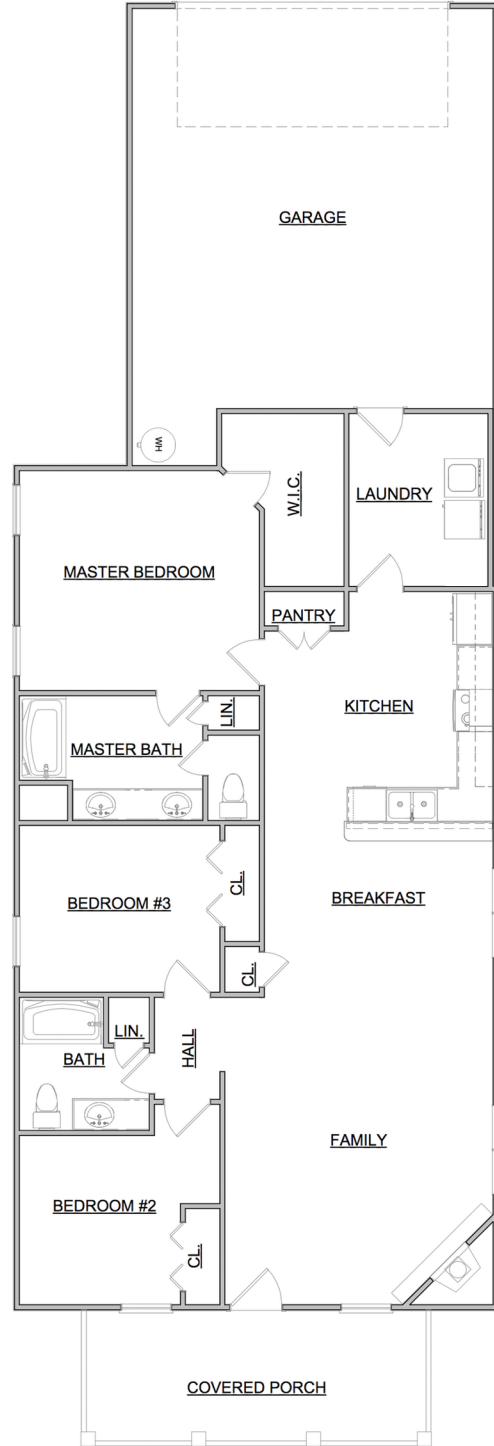 GARAGE
WH
W.I.C.
LAUNDRY
MASTER BEDROOM
PANTRY
KITCHEN
LIN.
MASTER BATH
CL.
BEDROOM #3
BREAKFAST
CL.
LIN.
BATH
HALL
FAMILY
BEDROOM #2
CL.
COVERED PORCH